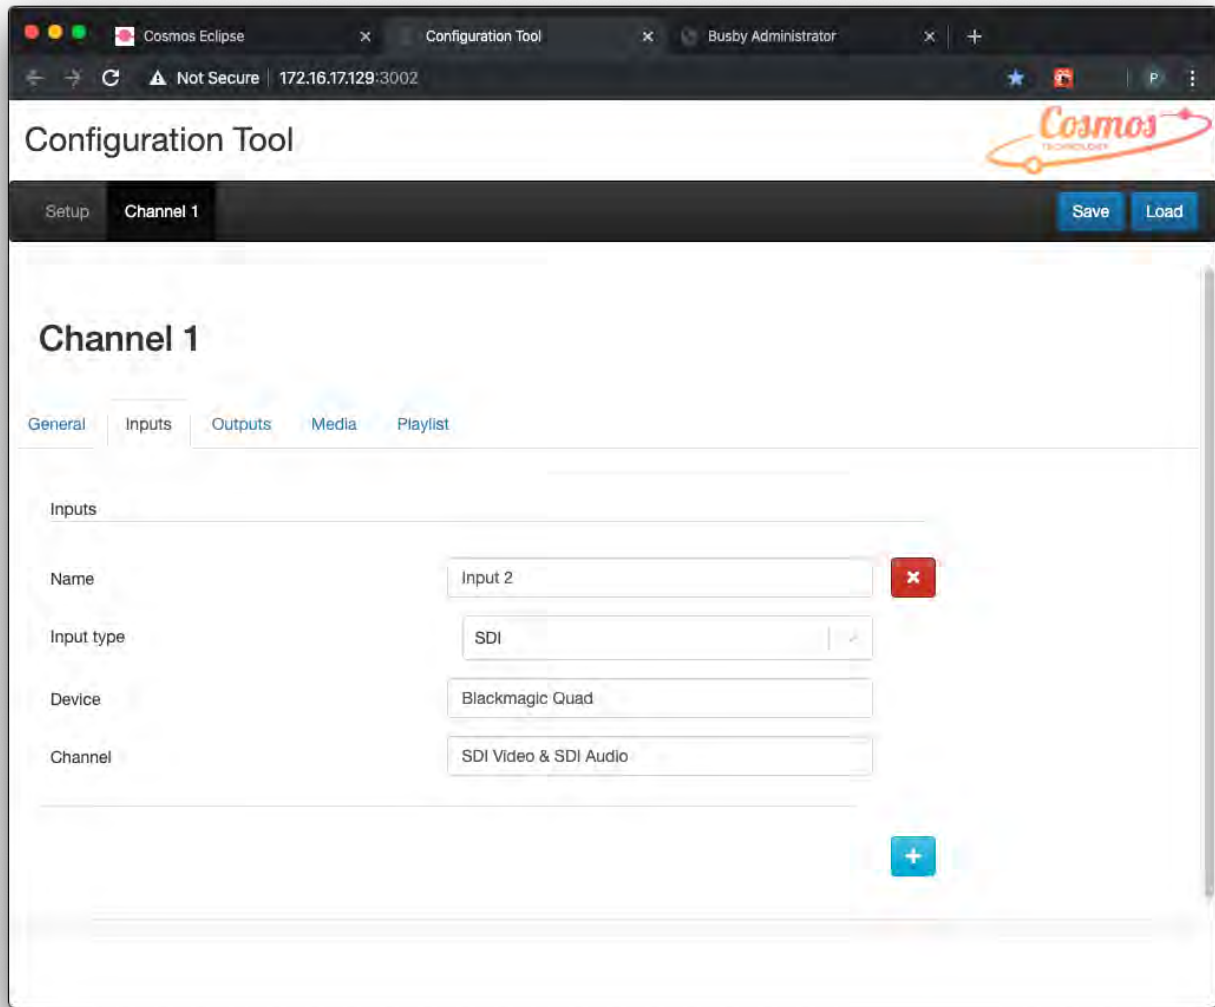 Cosmos Eclipse Configuration Tool Busby Administrator
Not Secure 172.16.17.129:3002 P
Configuration Tool
Cosmos
TECHNOLOGY
Setup Channel 1 Save Load
Channel 1
General Inputs Outputs Media Playlist
Inputs
Name Input 2
Input type SDI
Device Blackmagic Quad
Channel SDI Video & SDI Audio